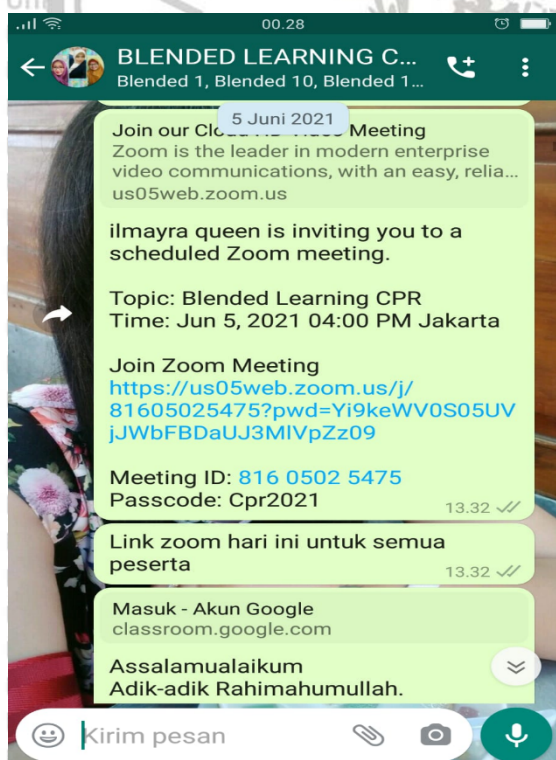 00.28
BLENDED LEARNING C...
Blended 1, Blended 10, Blended 1...
5 Juni 2021
Join our Meeting
Zoom is the leader in modern enterprise
video communications, with an easy, relia...
us05web.zoom.us
ilmayra queen is inviting you to a
scheduled Zoom meeting.
Topic: Blended Learning CPR
Time: Jun 5, 2021 04:00 PM Jakarta
Join Zoom Meeting
https://us05web.zoom.us/j/
81605025475?pwd=Yi9keWV0S05UV
jJWbFBDaUJ3MlVpZz09
Meeting ID: 816 0502 5475
Passcode: Cpr2021
13.32
Link zoom hari ini untuk semua
peserta
13.32
Masuk - Akun Google
classroom.google.com
Assalamualaikum
Adik-adik Rahimahumullah.
Kirim pesan